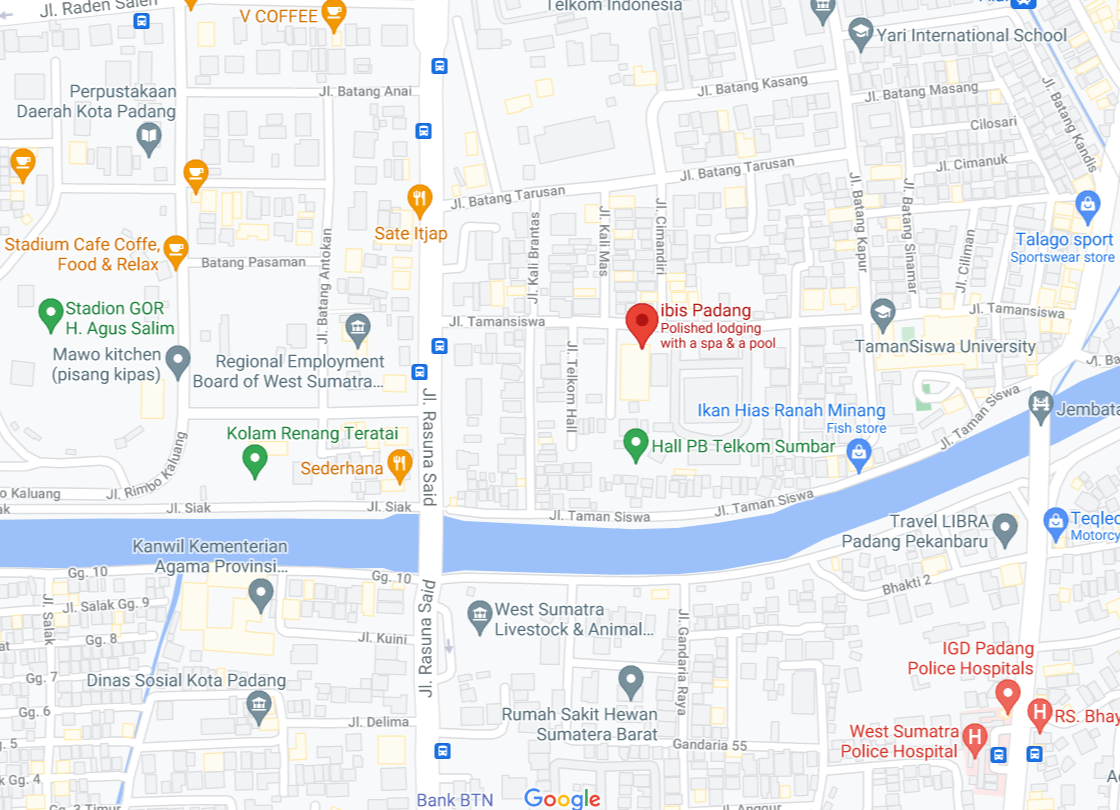 Jl. Raden Saleh
V COFFEE
Telkom Indonesia
Yari International School
Perpustakaan
Daerah Kota Padang
Jl. Batang Anai
Jl. Batang Kasang
Jl. Batang Masang
Jl. Batang Kandis
Cilosari
Jl. Cimanuk
Jl. Batang Tarusan
Jl. Batang Tarusan
Sate Itjap
Stadium Cafe Coffe,
Food & Relax
Batang Pasaman
Jl. Batang Antokan
Jl. Kali Brantas
Jl. Kali Mas
Jl. Cimandiri
Jl. Batang Kapur
Jl. Batang Sinamar
Jl. Ciliman
Talago sport
Sportswear store
Stadion GOR
H. Agus Salim
Mawo kitchen
(pisang kipas)
Regional Employment
Board of West Sumatra...
Jl. Tamansiswa
Jl. Tamansiswa
ibis Padang
Polished lodging
with a spa & a pool
TamanSiswa University
Jl. Telkom Hall
Jl. Rasuna Said
Ikan Hias Ranah Minang
Fish store
Jl. Taman Siswa
Jembata
Kolam Renang Teratai
Sederhana
Hall PB Telkom Sumbar
Jl. Rimbo Kaluang
bo Kaluang
ak
Jl. Siak
Jl. Siak
Jl. Taman Siswa
Jl. Taman Siswa
Travel LIBRA
Padang Pekanbaru
Teqled
Motorcy
Kanwil Kementerian
Agama Provinsi...
Gg. 10
Gg. 10
Bhakti 2
Jl. Salak Gg. 9
Jl. Salak
Gg. 8
Gg. 7
Gg. 6
Jl. Kuini
Jl. Rasuna Said
West Sumatra
Livestock & Animal...
Jl. Gandaria Raya
IGD Padang
Police Hospitals
Dinas Sosial Kota Padang
Jl. Delima
Rumah Sakit Hewan
Sumatera Barat
Gandaria 55
West Sumatra
Police Hospital
RS. Bhay
. 5
k Gg. 4
Gg. 3 Timur
Bank BTN
Google
Jl. Anggur